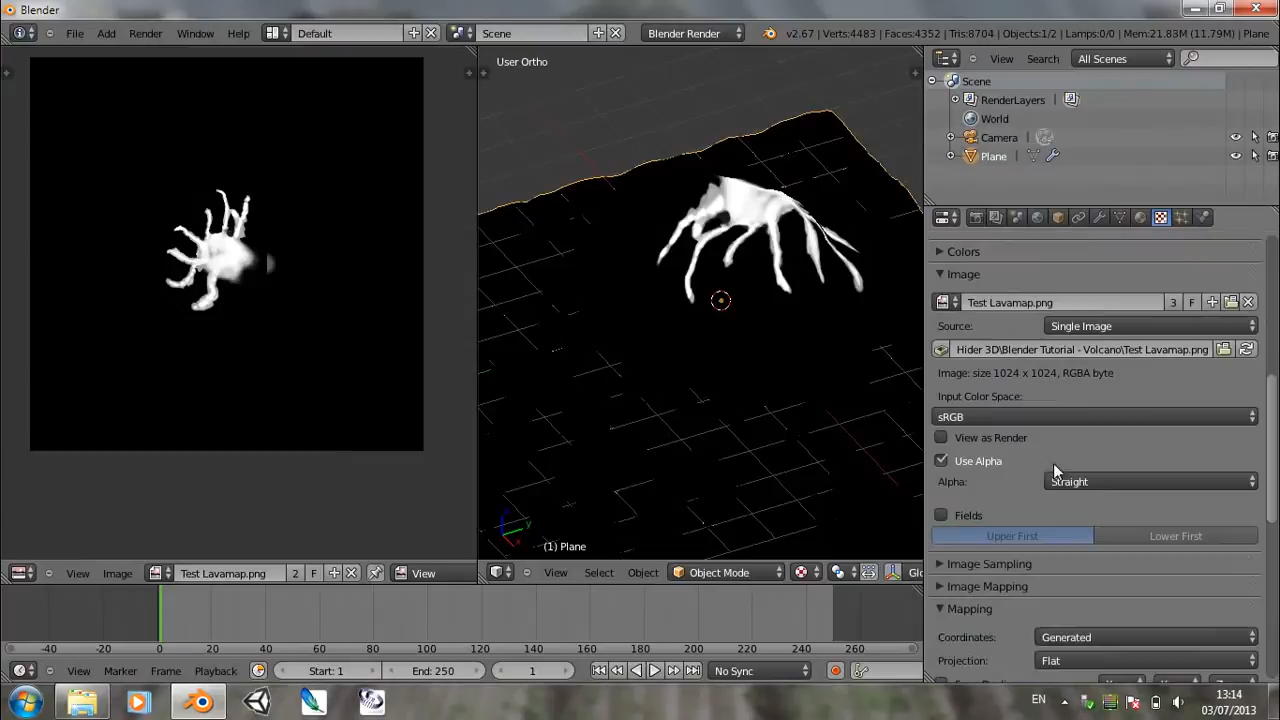 Blender
File Add Render Window Help Default Scene Blender Render v2.67 | Verts:4483 | Faces:4352 | Tris:8704 | Objects:1/2 | Lamps:0/0 | Mem:21.83M (11.79M) | Plane
User Ortho
View Search All Scenes
Scene
RenderLayers
World
Camera
Plane
Colors
Image
Test Lavamap.png 3 F
Source: Single Image
Hider 3D\Blender Tutorial - Volcano\Test Lavamap.png
Image: size 1024 x 1024, RGBA byte
Input Color Space:
sRGB
View as Render
Use Alpha
Alpha: Straight
Fields
Upper First Lower First
Image Sampling
Image Mapping
Mapping
Coordinates: Generated
Projection: Flat
(1) Plane
View Image Test Lavamap.png 2 F View
View Select Object Object Mode
-40 -20 0 20 40 60 80 100 120 140 160 180 200 220 240 260
View Marker Frame Playback Start: 1 End: 250 1 No Sync
EN 13:14
03/07/2013